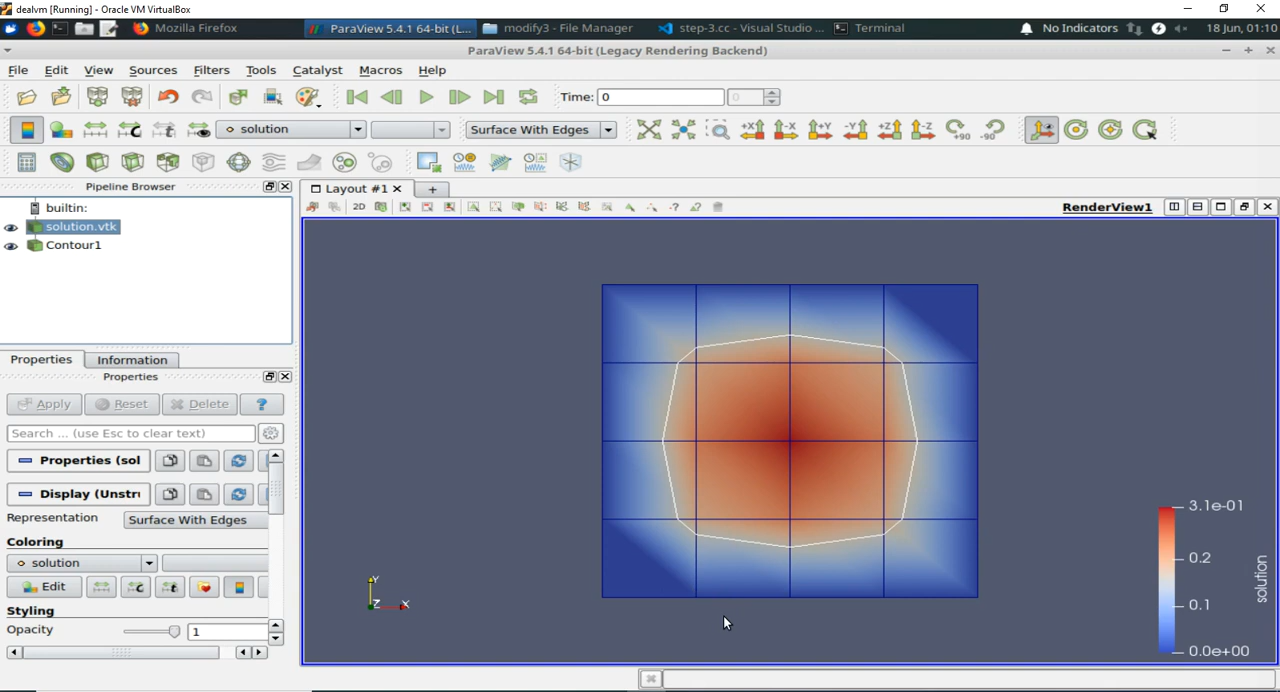 dealvm [Running] - Oracle VM VirtualBox
Mozilla Firefox ParaView 5.4.1 64-bit (L... modify3 - File Manager step-3.cc - Visual Studio ... Terminal No Indicators 18 Jun, 01:10
ParaView 5.4.1 64-bit (Legacy Rendering Backend)
File Edit View Sources Filters Tools Catalyst Macros Help
Time: 0 0
solution Surface With Edges +X -X +Y -Y +Z -Z +90 -90
Pipeline Browser
builtin:
solution.vtk
Contour1
Layout #1 +
2D RenderView1
Properties Information
Properties
Apply Reset Delete ?
Search ... (use Esc to clear text)
Properties (sol
Display (Unstru
Representation Surface With Edges
Coloring
solution
Edit
Styling
Opacity 1
Y
Z X
3.1e-01
0.2
0.1
0.0e+00
solution